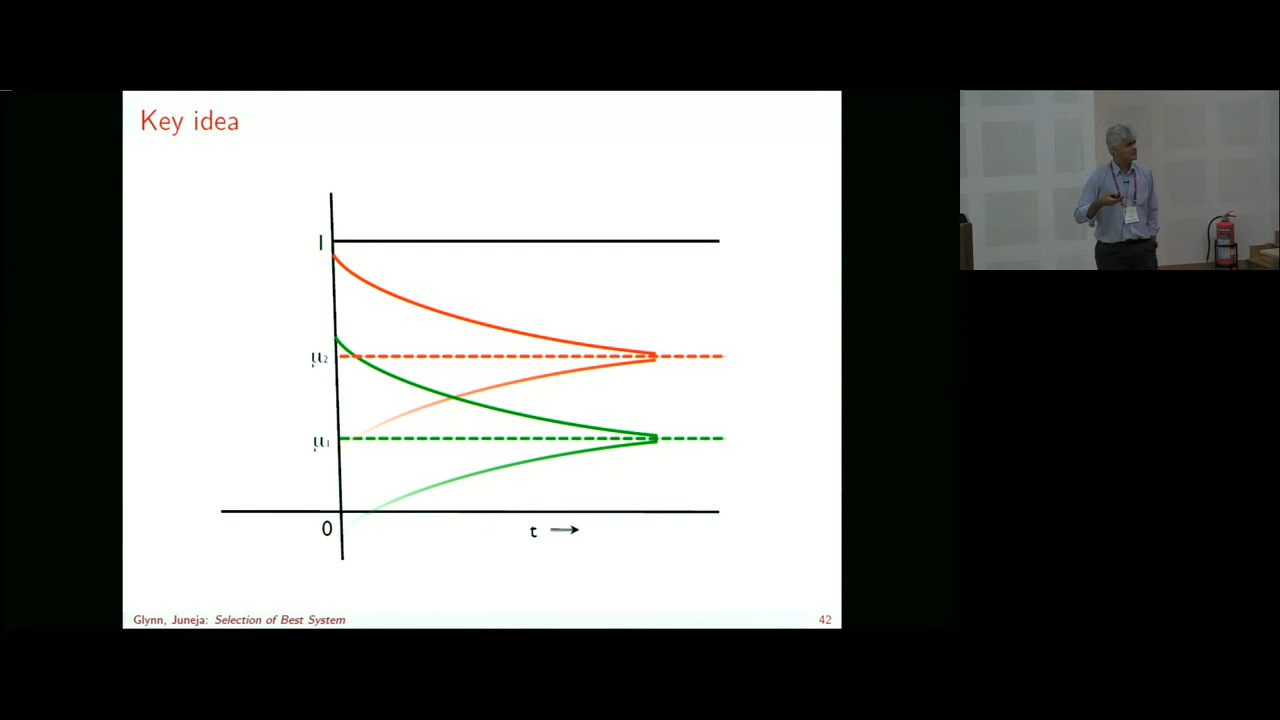 Key idea
1
μ2
μ1
0
t →
Glynn, Juneja: Selection of Best System
42